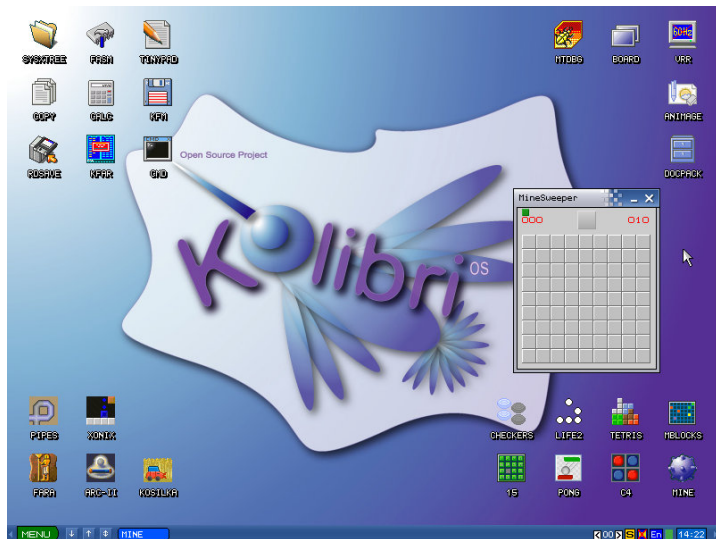 SYSXTREE
FASM
TINYPAD
MTDBG
BOARD
VRR
60Hz
COPY
CALC
KFM
ANIMAGE
RDSAVE
KFAR
CMD
DOCPACK
Open Source Project
Kolibri
OS
MineSweeper
000
010
PIPES
XONIX
CHECKERS
LIFE2
TETRIS
MBLOCKS
FARA
ARC-II
KOSILKA
15
PONG
C4
MINE
MENU
MINE
00
S
En
14:22